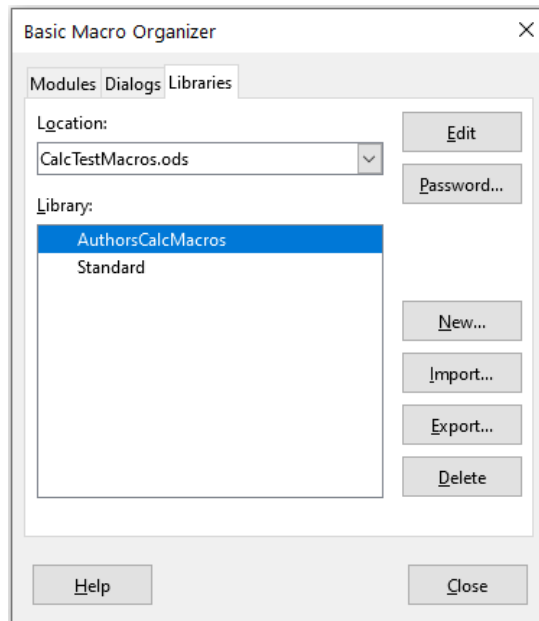 Basic Macro Organizer
Modules Dialogs Libraries
Location:
CalcTestMacros.ods
Edit
Password...
Library:
AuthorsCalcMacros
Standard
New...
Import...
Export...
Delete
Help
Close